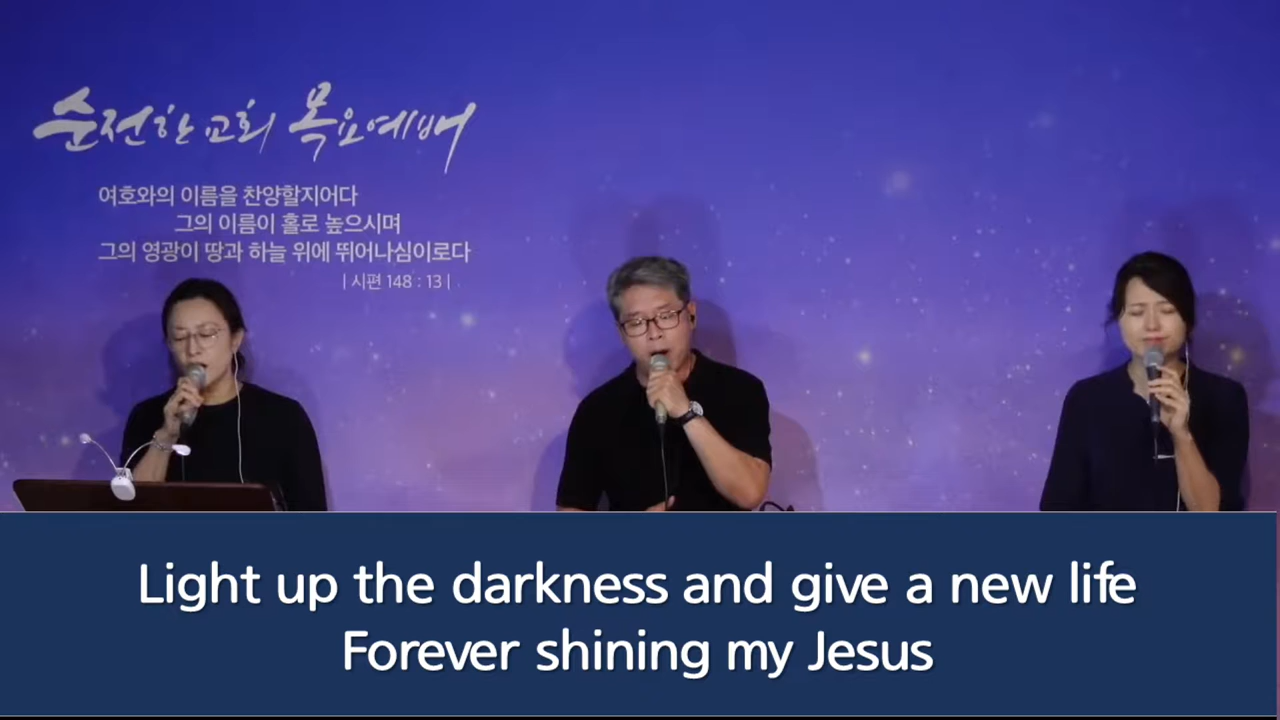 순전한 교회 목요예배
여호와의 이름을 찬양할지어다
그의 이름이 홀로 높으시며
그의 영광이 땅과 하늘 위에 뛰어나심이로다
| 시편 148 : 13 |
Light up the darkness and give a new life
Forever shining my Jesus